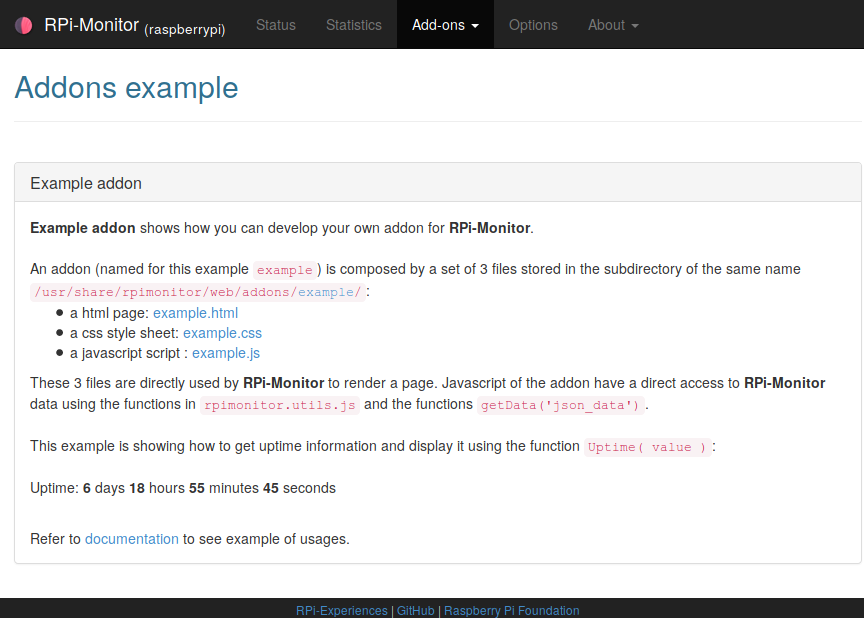 RPi-Monitor (raspberrypi) Status Statistics Add-ons Options About
Addons example
Example addon
Example addon shows how you can develop your own addon for RPi-Monitor.
An addon (named for this example example ) is composed by a set of 3 files stored in the subdirectory of the same name
/usr/share/rpimonitor/web/addons/example/ :
• a html page: example.html
• a css style sheet: example.css
• a javascript script : example.js
These 3 files are directly used by RPi-Monitor to render a page. Javascript of the addon have a direct access to RPi-Monitor
data using the functions in rpimonitor.utils.js and the functions getData('json_data') .
This example is showing how to get uptime information and display it using the function Uptime( value ) :
Uptime: 6 days 18 hours 55 minutes 45 seconds
Refer to documentation to see example of usages.
RPi-Experiences | GitHub | Raspberry Pi Foundation